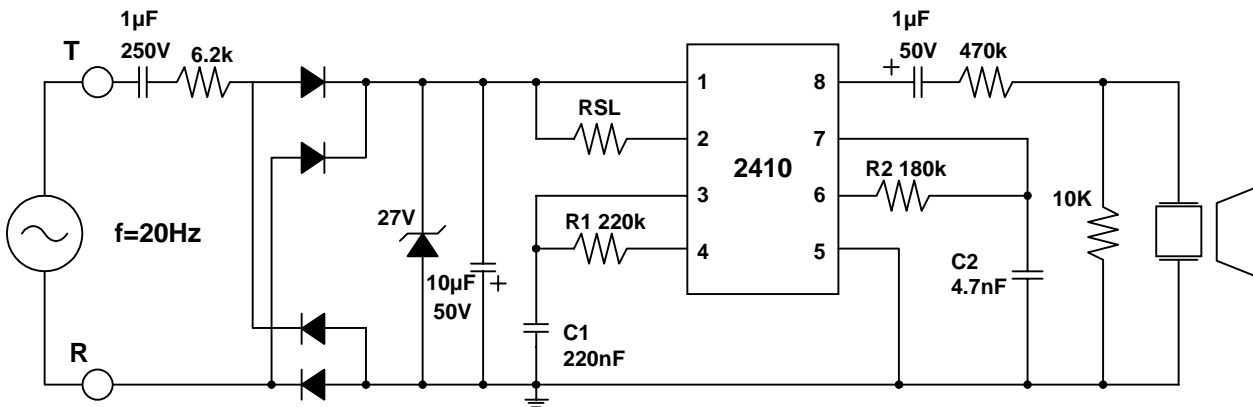 1µF
250V
6.2k
T
R
f=20Hz
27V
10µF
50V
+
RSL
R1 220k
C1
220nF
1
2
3
4
2410
8
7
6
5
+
1µF
50V
470k
R2 180k
C2
4.7nF
10K